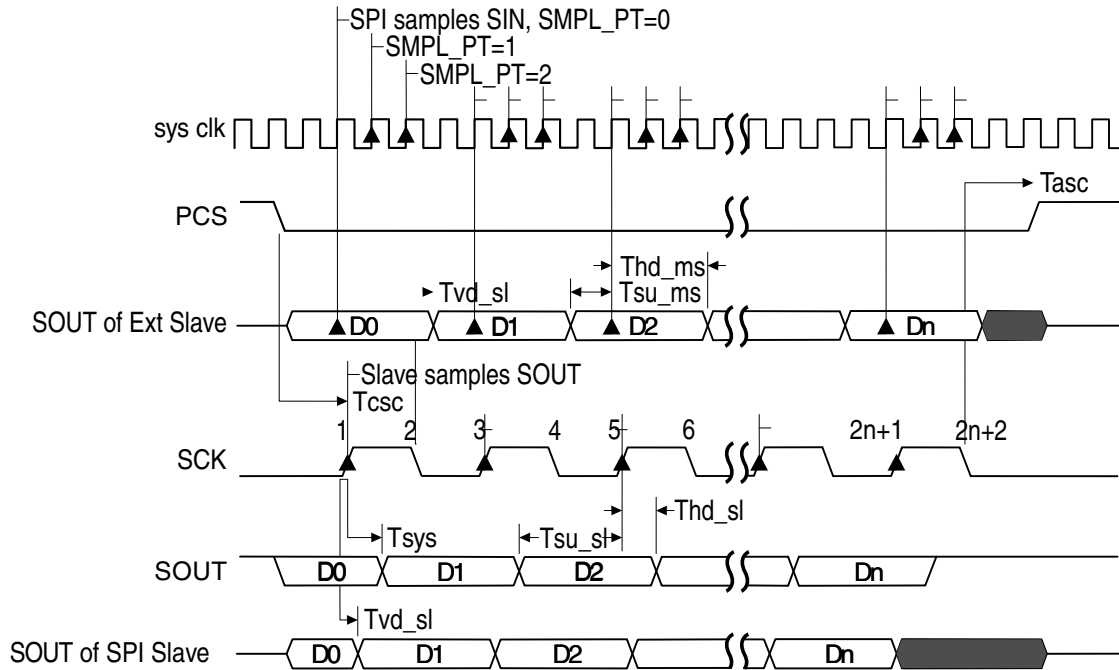 SPI samples SIN, SMPL_PT=0
SMPL_PT=1
SMPL_PT=2
sys clk
Tasc
PCS
Thd_ms
Tvd_sl
Tsu_ms
SOUT of Ext Slave
D0
D1
D2
Dn
Slave samples SOUT
Tcsc
1
2
3
4
5
6
2n+1
2n+2
SCK
Thd_sl
Tsys
Tsu_sl
SOUT
D0
D1
D2
Dn
Tvd_sl
SOUT of SPI Slave
D0
D1
D2
Dn